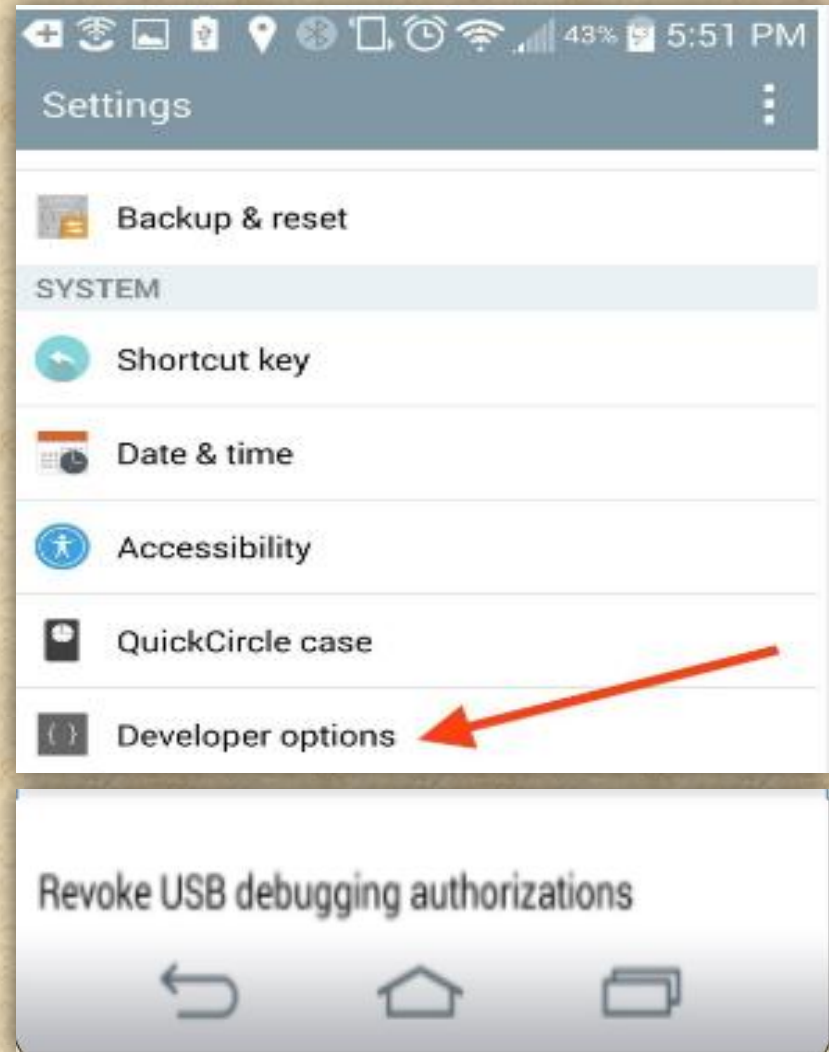 43% 5:51 PM
Settings
Backup & reset
SYSTEM
Shortcut key
Date & time
Accessibility
QuickCircle case
{ } Developer options
Revoke USB debugging authorizations